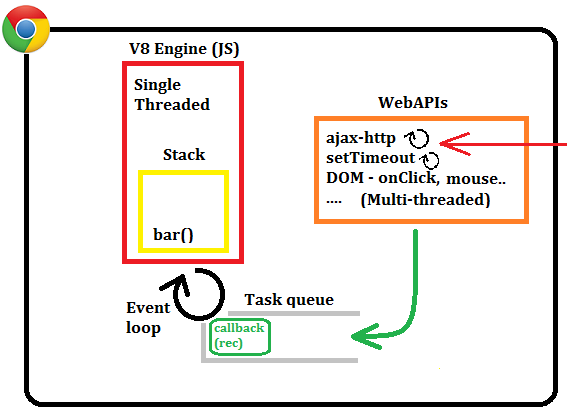 V8 Engine (JS)
Single
Threaded
Stack
bar()
WebAPIs
ajax-http
setTimeout
DOM - onClick, mouse..
.... (Multi-threaded)
Event
loop
Task queue
callback
(rec)